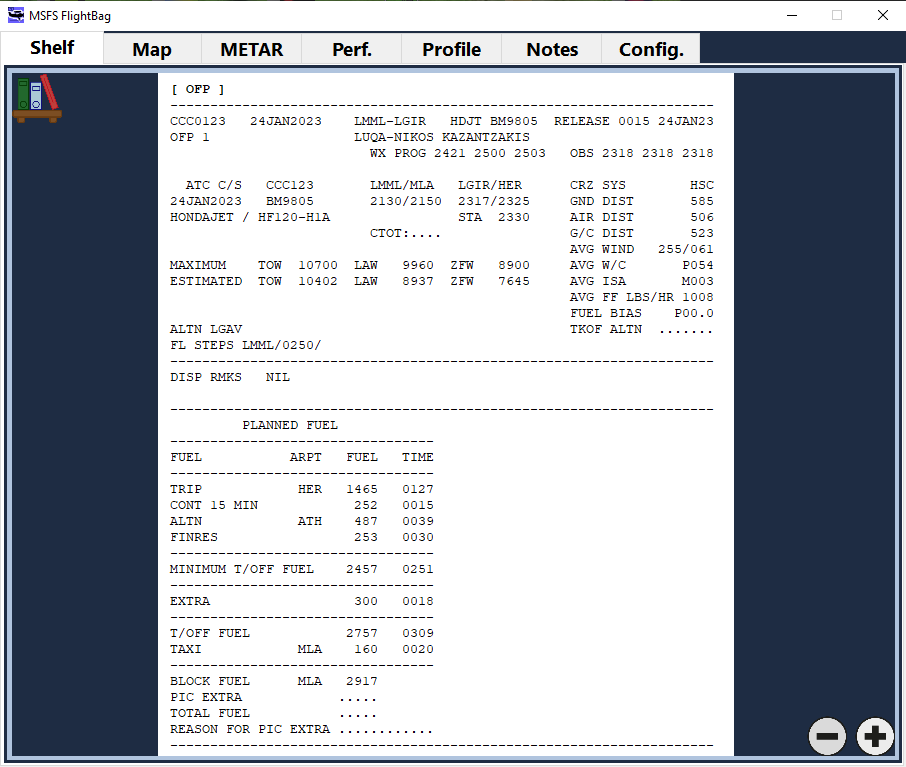 MSFS FlightBag
Shelf Map METAR Perf. Profile Notes Config.
[ OFP ]
--------------------------------------------------------------------
CCC0123   24JAN2023    LMML-LGIR   HDJT BM9805  RELEASE 0015 24JAN23
OFP 1                  LUQA-NIKOS KAZANTZAKIS
                         WX PROG 2421 2500 2503   OBS 2318 2318 2318
  ATC C/S   CCC123       LMML/MLA   LGIR/HER      CRZ SYS        HSC
24JAN2023   BM9805       2130/2150  2317/2325     GND DIST       585
HONDAJET / HF120-H1A                STA  2330     AIR DIST       506
                         CTOT:....                G/C DIST       523
                                                  AVG WIND   255/061
MAXIMUM    TOW  10700  LAW   9960  ZFW   8900     AVG W/C       P054
ESTIMATED  TOW  10402  LAW   8937  ZFW   7645     AVG ISA       M003
                                                  AVG FF LBS/HR 1008
                                                  FUEL BIAS    P00.0
ALTN LGAV                                         TKOF ALTN  .......
FL STEPS LMML/0250/
--------------------------------------------------------------------
DISP RMKS   NIL
--------------------------------------------------------------------
         PLANNED FUEL
---------------------------------
FUEL           ARPT   FUEL   TIME
---------------------------------
TRIP            HER   1465   0127
CONT 15 MIN            252   0015
ALTN            ATH    487   0039
FINRES                 253   0030
---------------------------------
MINIMUM T/OFF FUEL    2457   0251
---------------------------------
EXTRA                  300   0018
---------------------------------
T/OFF FUEL            2757   0309
TAXI            MLA    160   0020
---------------------------------
BLOCK FUEL      MLA   2917
PIC EXTRA            .....
TOTAL FUEL           .....
REASON FOR PIC EXTRA ............
--------------------------------------------------------------------